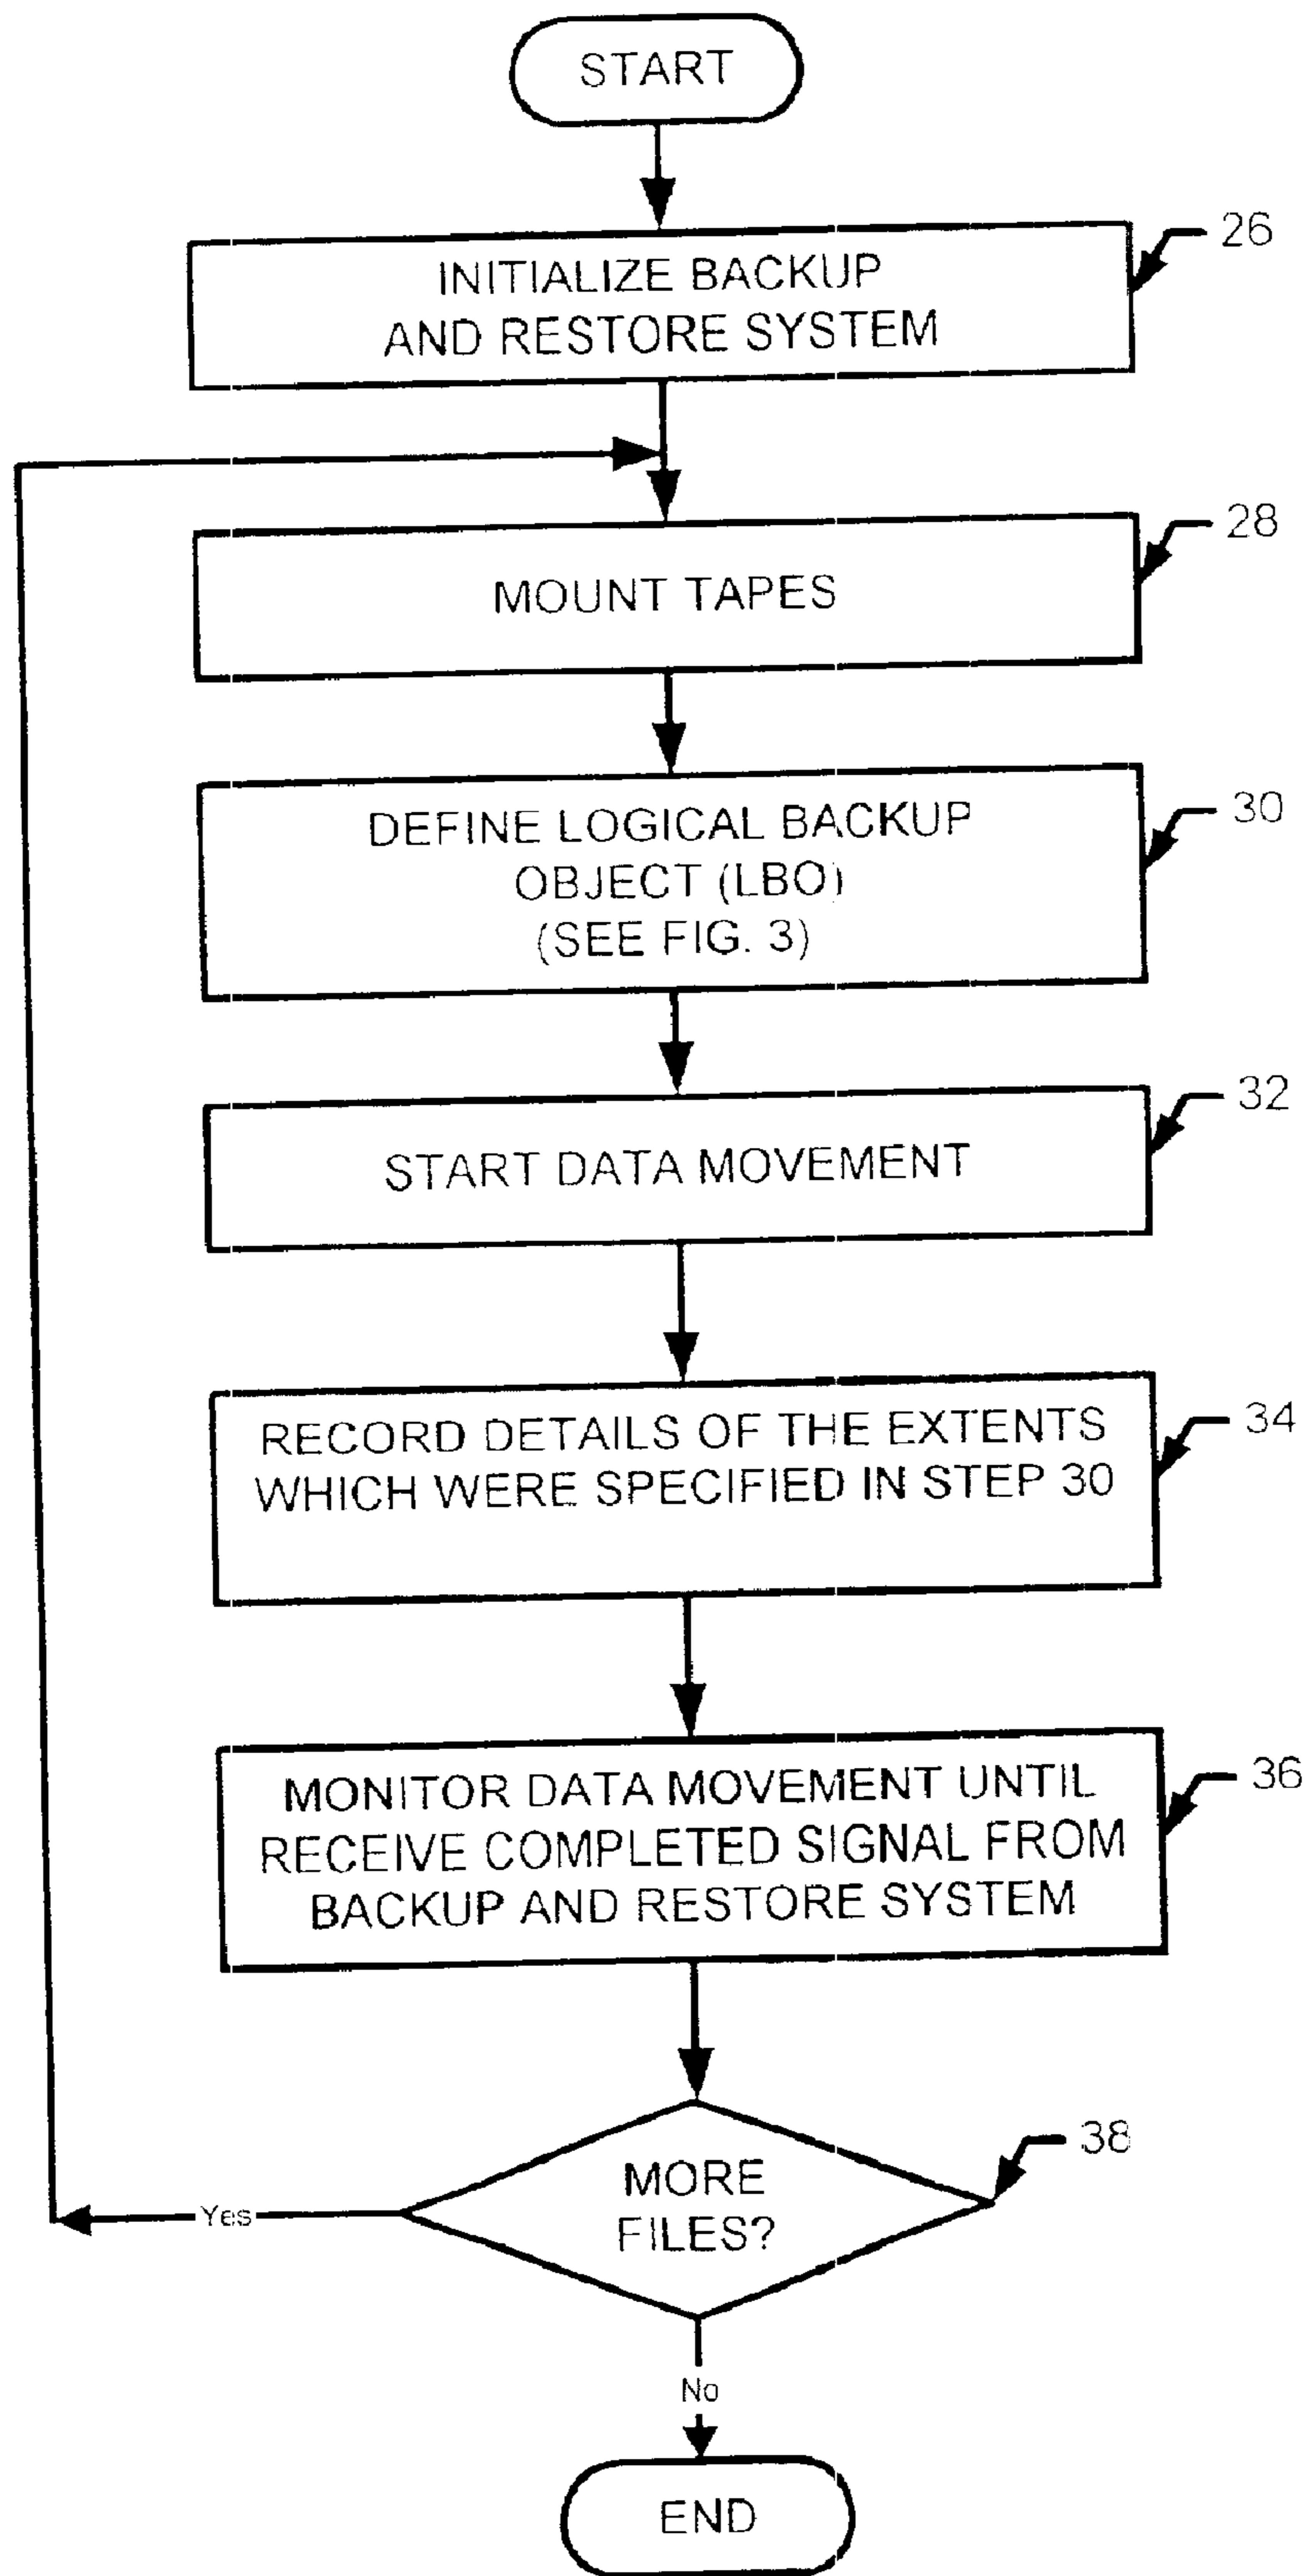 START
26
INITIALIZE BACKUP
AND RESTORE SYSTEM
28
MOUNT TAPES
30
DEFINE LOGICAL BACKUP
OBJECT (LBO)
(SEE FIG. 3)
32
START DATA MOVEMENT
34
RECORD DETAILS OF THE EXTENTS
WHICH WERE SPECIFIED IN STEP 30
36
MONITOR DATA MOVEMENT UNTIL
RECEIVE COMPLETED SIGNAL FROM
BACKUP AND RESTORE SYSTEM
38
MORE
FILES?
Yes
No
END